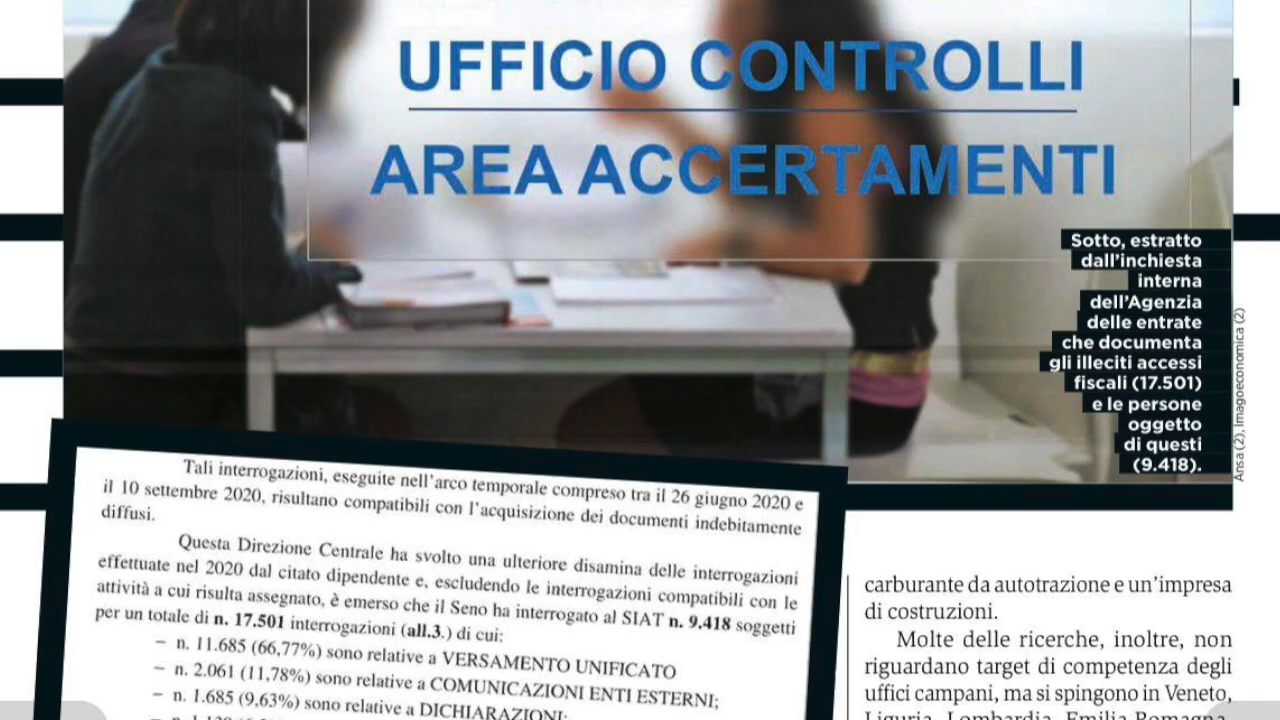 UFFICIO CONTROLLI
AREA ACCERTAMENTI
Sotto, estratto
dall'inchiesta
interna
dell'Agenzia
delle entrate
che documenta
gli illeciti accessi
fiscali (17.501)
e le persone
oggetto
di questi
(9.418).
Ansa (2), Imagoeconomica (2)
Tali interrogazioni, eseguite nell'arco temporale compreso tra il 26 giugno 2020 e
il 10 settembre 2020, risultano compatibili con l'acquisizione dei documenti indebitamente
diffusi.
Questa Direzione Centrale ha svolto una ulteriore disamina delle interrogazioni
effettuate nel 2020 dal citato dipendente e, escludendo le interrogazioni compatibili con le
attività a cui risulta assegnato, è emerso che il Seno ha interrogato al SIAT n. 9.418 soggetti
per un totale di n. 17.501 interrogazioni (all.3.) di cui:
– n. 11.685 (66,77%) sono relative a VERSAMENTO UNIFICATO
– n. 2.061 (11,78%) sono relative a COMUNICAZIONI ENTI ESTERNI;
– n. 1.685 (9,63%) sono relative a DICHIARAZIONI;
carburante da autotrazione e un'impresa
di costruzioni.
Molte delle ricerche, inoltre, non
riguardano target di competenza degli
uffici campani, ma si spingono in Veneto,
Liguria, Lombardia, Emilia-Romagna,